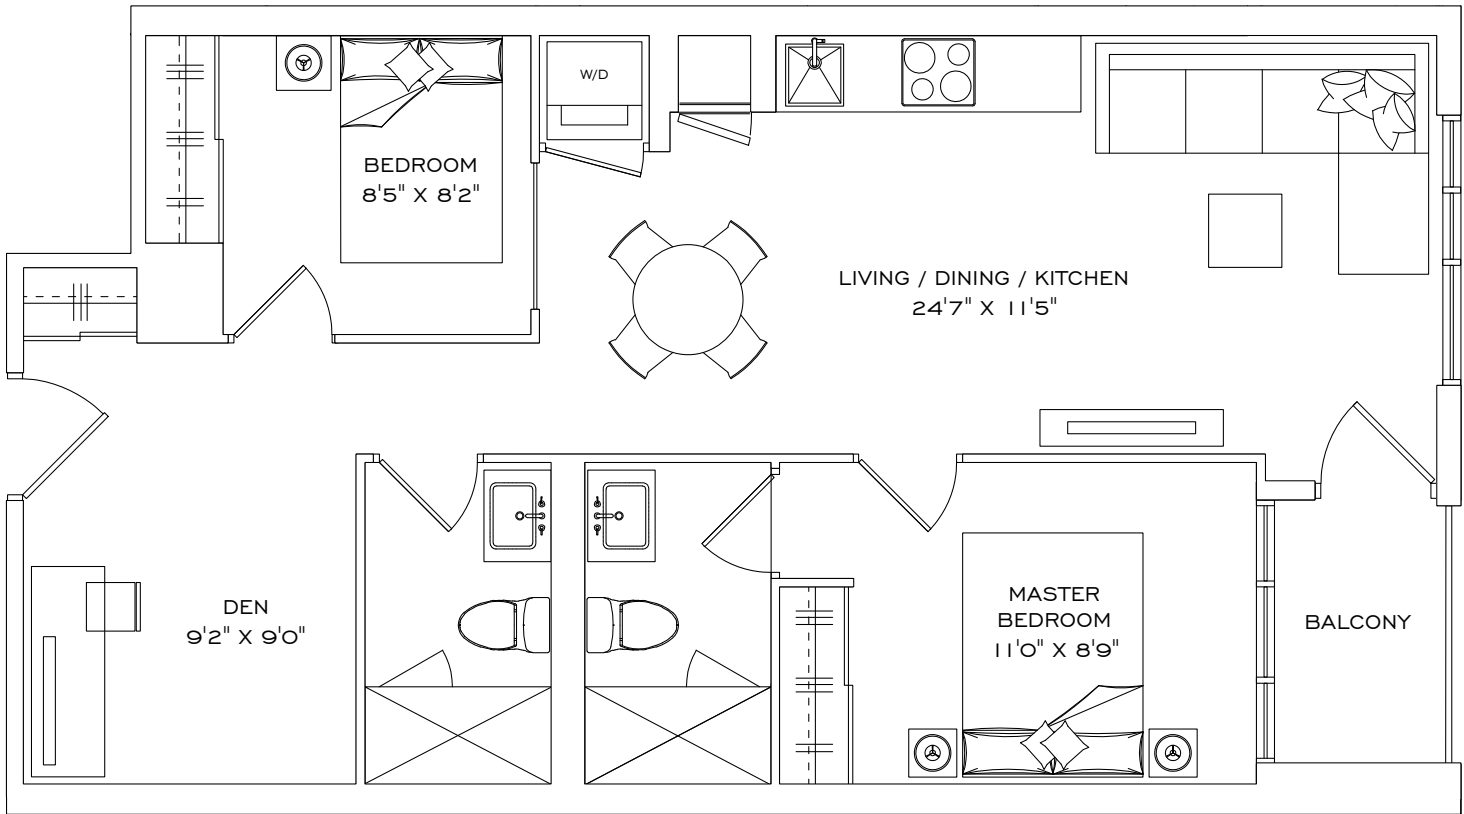 W/D
BEDROOM
8'5" X 8'2"
LIVING / DINING / KITCHEN
24'7" X 11'5"
DEN
9'2" X 9'0"
MASTER
BEDROOM
11'0" X 8'9"
BALCONY